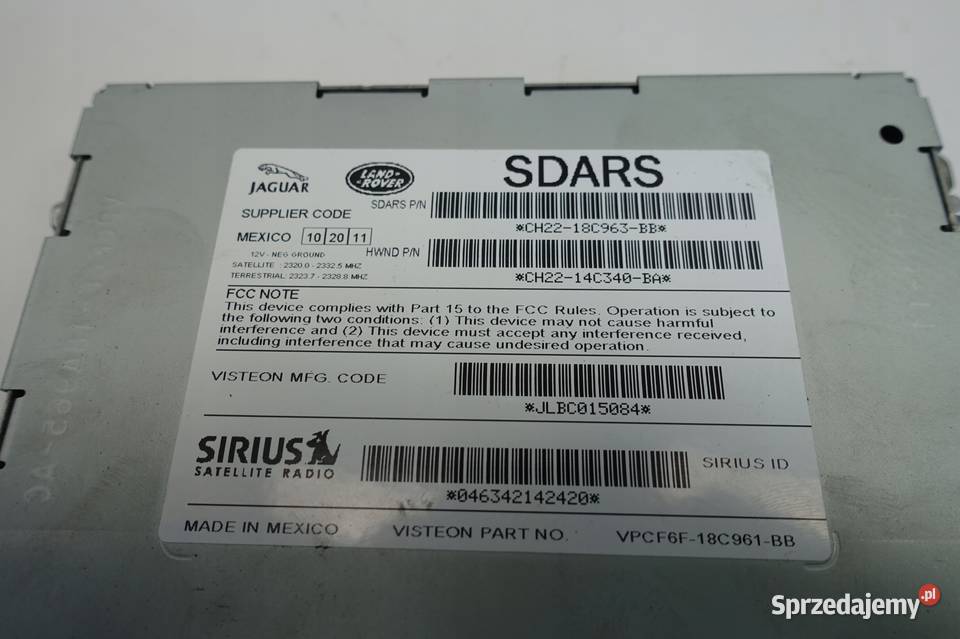 SDARS
JAGUAR
LAND-
-ROVER
SDARS P/N
*CH22-18C963-BB*
SUPPLIER CODE
MEXICO 10 20 11
HWND P/N
*CH22-14C340-BA*
12V - NEG GROUND
SATELLITE : 2320.0 - 2332.5 MHZ
TERRESTRIAL: 2323.7 - 2328.8 MHZ
FCC NOTE
This device complies with Part 15 to the FCC Rules. Operation is subject to
the following two conditions: (1) This device may not cause harmful
interference and (2) This device must accept any interference received,
including interference that may cause undesired operation.
VISTEON MFG. CODE
*JLBC015084*
SIRIUS
SATELLITE RADIO
SIRIUS ID
*046342142420*
MADE IN MEXICO VISTEON PART NO. VPCF6F-18C961-BB
Sprzedajemy.pl